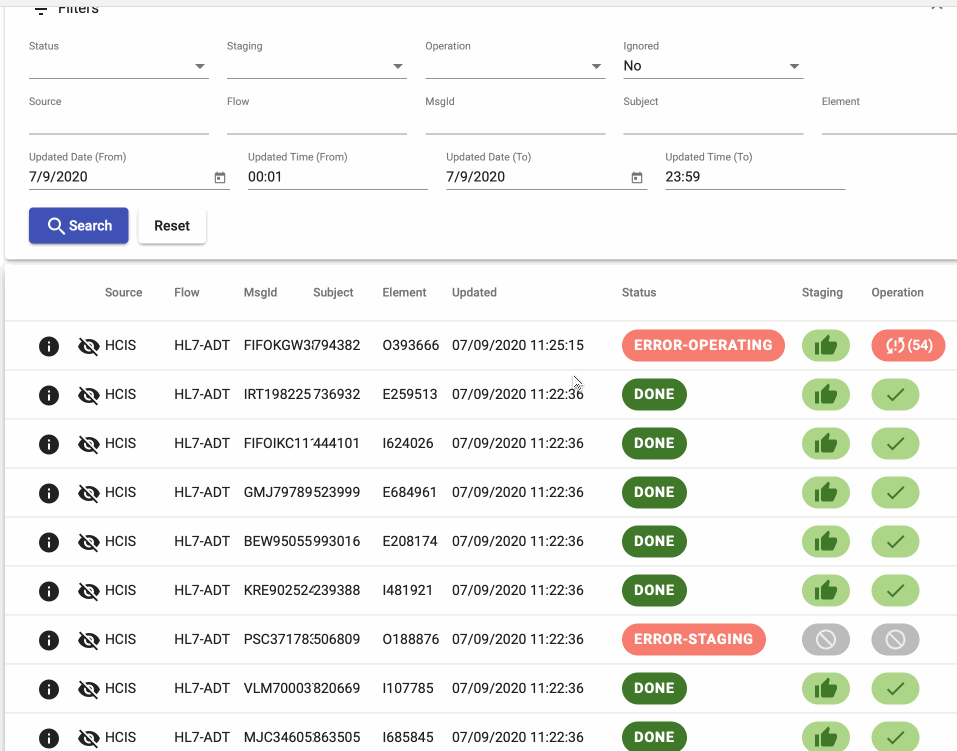 Filters
Status Staging Operation Ignored
No
Source Flow MsgId Subject Element
Updated Date (From) Updated Time (From) Updated Date (To) Updated Time (To)
7/9/2020 00:01 7/9/2020 23:59
Search Reset
Source Flow MsgId Subject Element Updated Status Staging Operation
HCIS HL7-ADT FIFOKGW3 794382 O393666 07/09/2020 11:25:15 ERROR-OPERATING (54)
HCIS HL7-ADT IRT198225 736932 E259513 07/09/2020 11:22:36 DONE
HCIS HL7-ADT FIFOIKC11 444101 I624026 07/09/2020 11:22:36 DONE
HCIS HL7-ADT GMJ79789 523999 E684961 07/09/2020 11:22:36 DONE
HCIS HL7-ADT BEW95055 993016 E208174 07/09/2020 11:22:36 DONE
HCIS HL7-ADT KRE902524 239388 I481921 07/09/2020 11:22:36 DONE
HCIS HL7-ADT PSC37178 506809 O188876 07/09/2020 11:22:36 ERROR-STAGING
HCIS HL7-ADT VLM70003 820669 I107785 07/09/2020 11:22:36 DONE
HCIS HL7-ADT MJC34605 863505 I685845 07/09/2020 11:22:36 DONE